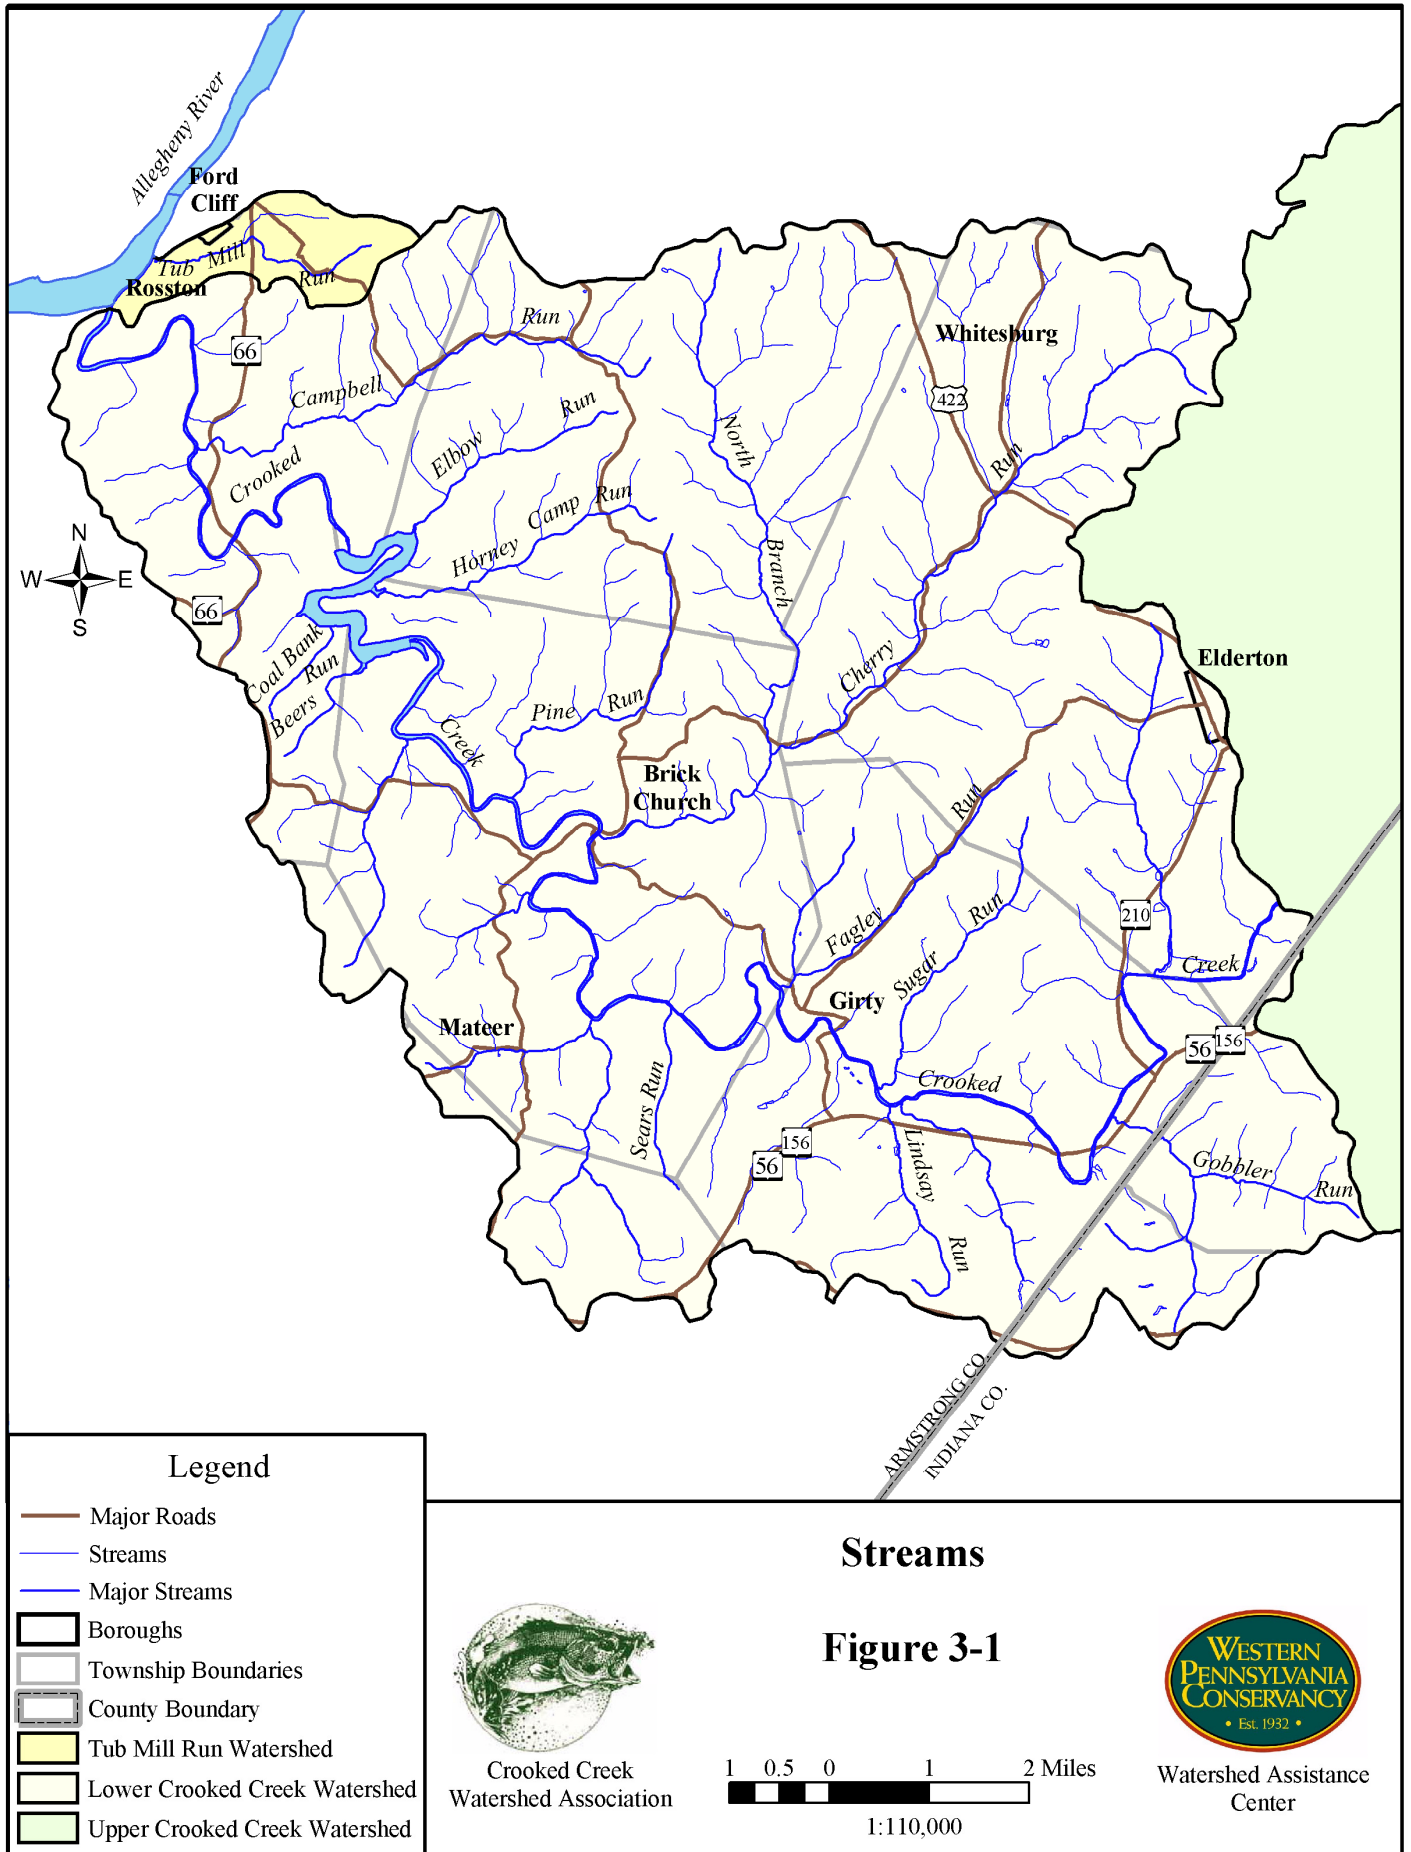 Allegheny River
Ford
Cliff
Tub Mill Run
Rosston
66
Campbell Run
Whitesburg
422
North Branch
Elbow Run
Crooked
Run
Horney Camp Run
N
W E
S
66
Coal Bank Run
Beers
Creek
Pine Run
Cherry
Elderton
Brick
Church
Run
Fagley
Sugar Run
210
Creek
Girty
Mateer
56
156
Sears Run
Crooked
Lindsay Run
156
56
Gobbler Run
ARMSTRONG CO.
INDIANA CO.
Legend
Major Roads
Streams
Major Streams
Boroughs
Township Boundaries
County Boundary
Tub Mill Run Watershed
Lower Crooked Creek Watershed
Upper Crooked Creek Watershed
Streams
Figure 3-1
Crooked Creek
Watershed Association
1 0.5 0 1 2 Miles
1:110,000
WESTERN
PENNSYLVANIA
CONSERVANCY
• Est. 1932 •
Watershed Assistance
Center